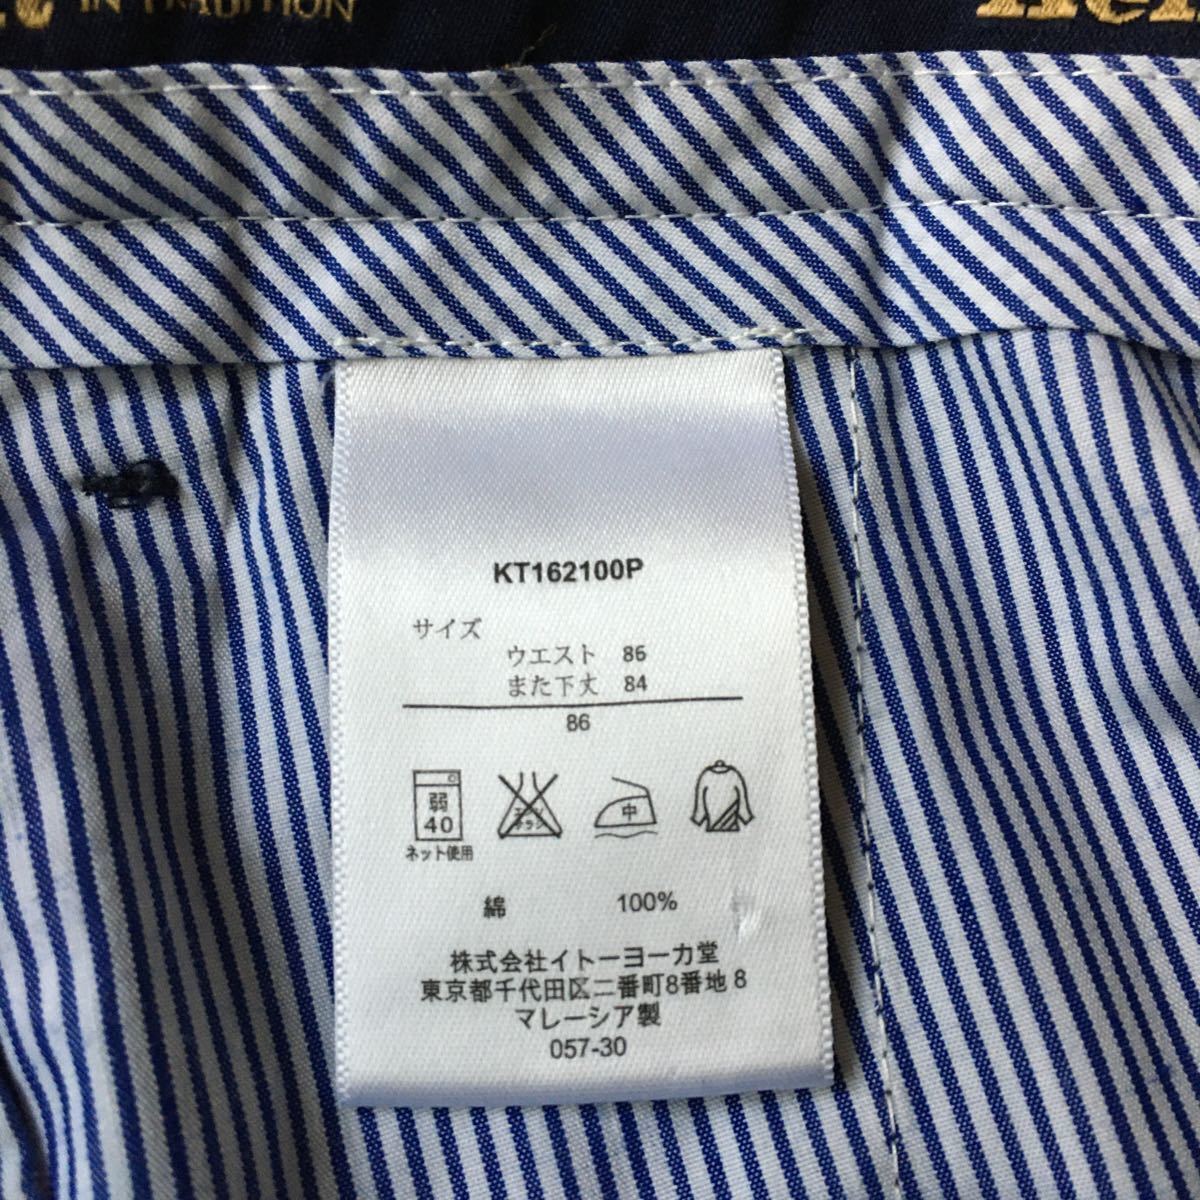 IN TRADITION
KT162100P
サイズ
ウエスト 86
また下丈 84
86
弱
40
ネット使用
中
綿 100%
株式会社イトーヨーカ堂
東京都千代田区二番町8番地8
マレーシア製
057-30